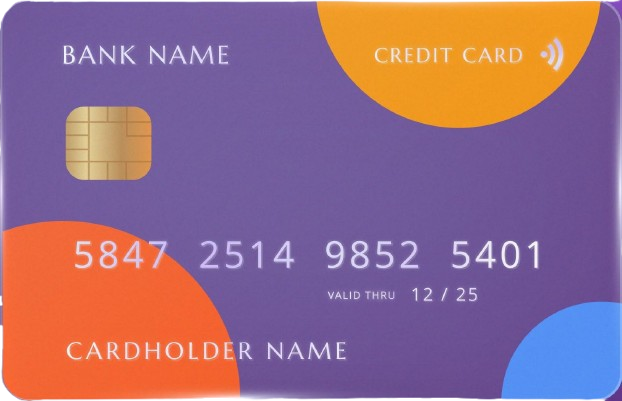 BANK NAME
CREDIT CARD
5847 2514 9852 5401
VALID THRU 12 / 25
CARDHOLDER NAME